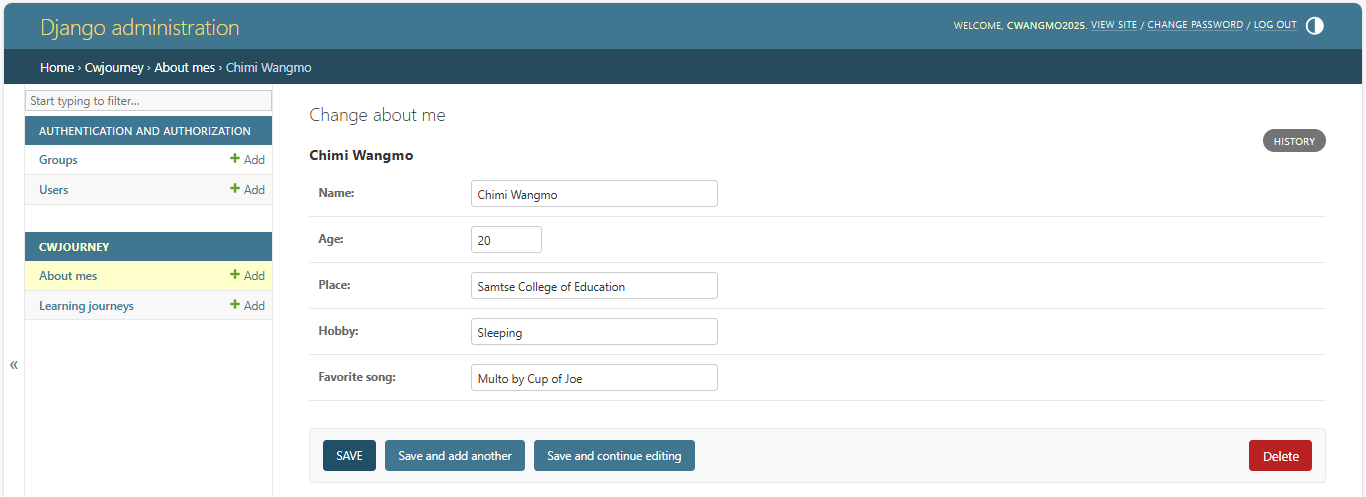 Django administration
WELCOME, CWANGMO2025. VIEW SITE / CHANGE PASSWORD / LOG OUT
Home › Cwjourney › About mes › Chimi Wangmo
Start typing to filter...
AUTHENTICATION AND AUTHORIZATION
Groups + Add
Users + Add
CWJOURNEY
About mes + Add
Learning journeys + Add
«
Change about me
HISTORY
Chimi Wangmo
Name: Chimi Wangmo
Age: 20
Place: Samtse College of Education
Hobby: Sleeping
Favorite song: Multo by Cup of Joe
SAVE Save and add another Save and continue editing Delete